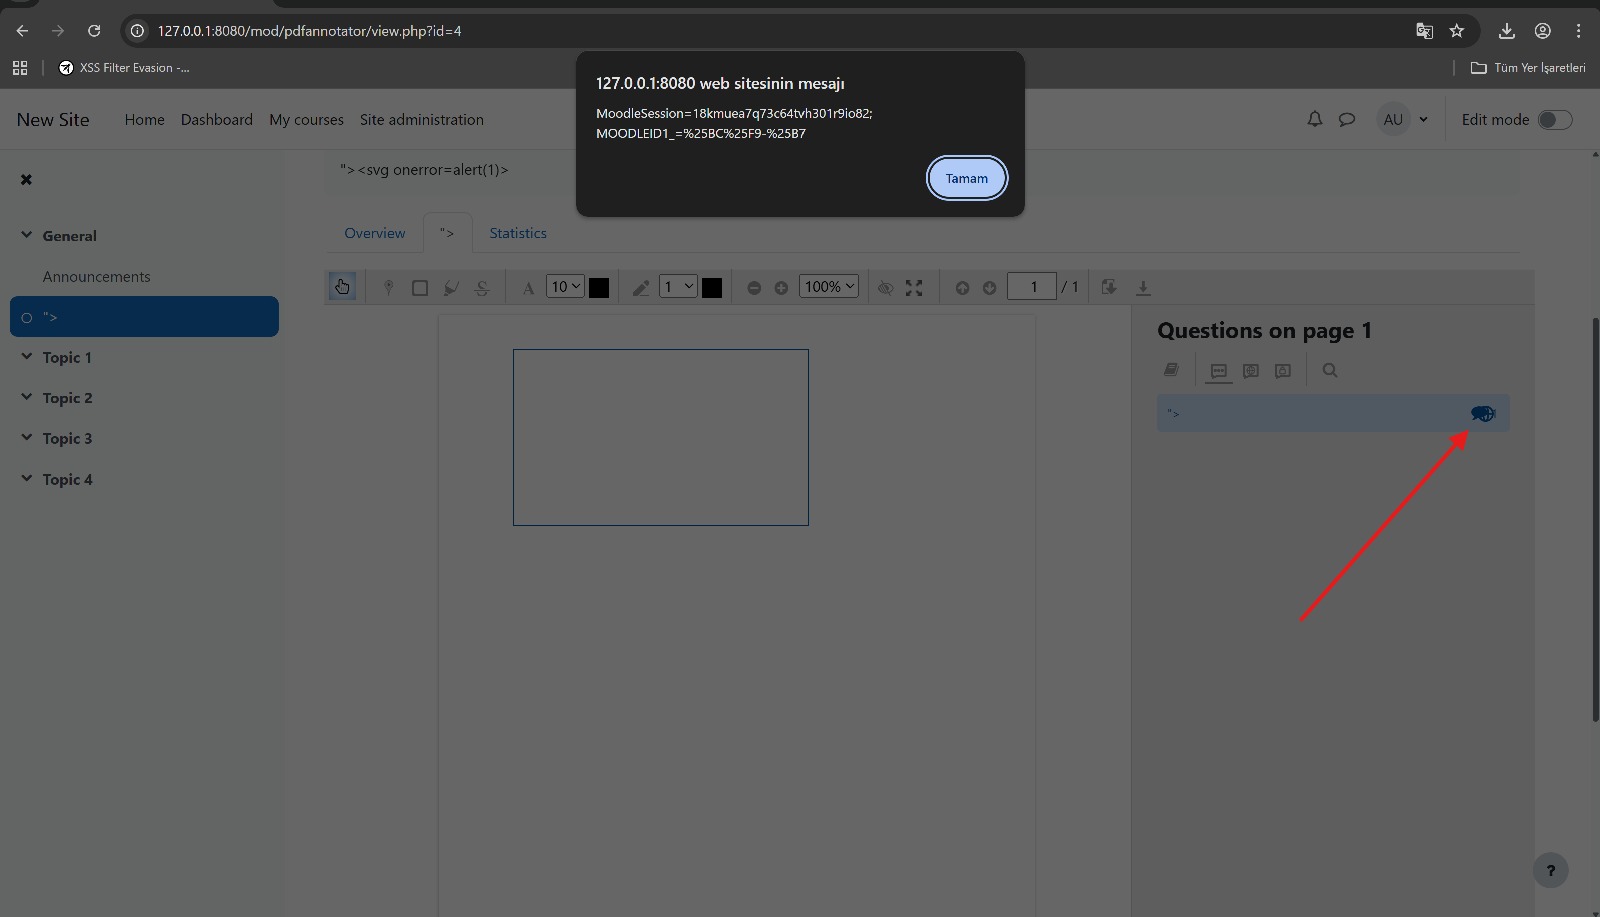 127.0.0.1:8080/mod/pdfannotator/view.php?id=4
XSS Filter Evasion -...
Tüm Yer İşaretleri
127.0.0.1:8080 web sitesinin mesajı
MoodleSession=18kmuea7q73c64tvh301r9io82;
MOODLEID1_=%25BC%25F9-%25B7
Tamam
New Site
Home
Dashboard
My courses
Site administration
AU
Edit mode
"><svg onerror=alert(1)>
General
Announcements
">
Topic 1
Topic 2
Topic 3
Topic 4
Overview
">
Statistics
A
10
1
100%
1 / 1
Questions on page 1
">
?